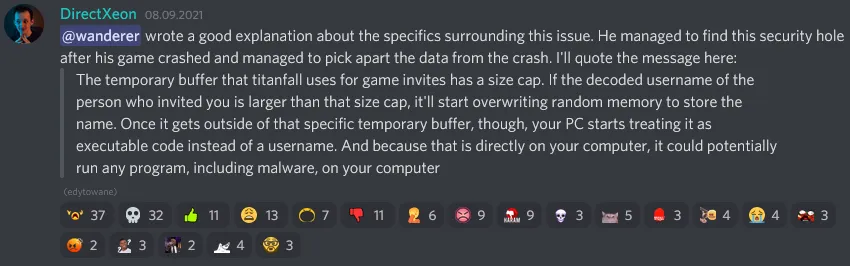 DirectXeon 08.09.2021
@wanderer wrote a good explanation about the specifics surrounding this issue. He managed to find this security hole
after his game crashed and managed to pick apart the data from the crash. I'll quote the message here:
The temporary buffer that titanfall uses for game invites has a size cap. If the decoded username of the
person who invited you is larger than that size cap, it'll start overwriting random memory to store the
name. Once it gets outside of that specific temporary buffer, though, your PC starts treating it as
executable code instead of a username. And because that is directly on your computer, it could potentially
run any program, including malware, on your computer
(edytowane)
37 32 11 13 7 11 6 9 HARAM 9 3 5 3 4 4 3
2 3 2 4 3